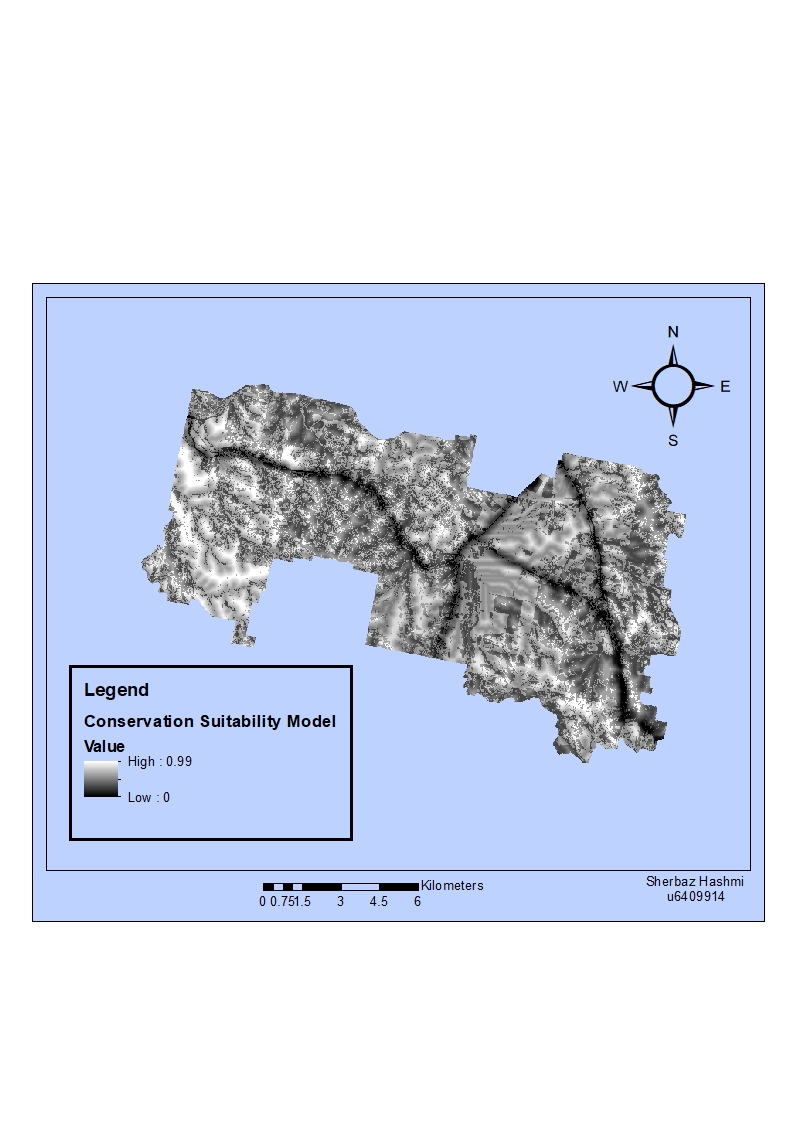 N
W E
S
Legend
Conservation Suitability Model
Value
High : 0.99
Low : 0
Kilometers
0 0.751.5 3 4.5 6
Sherbaz Hashmi
u6409914